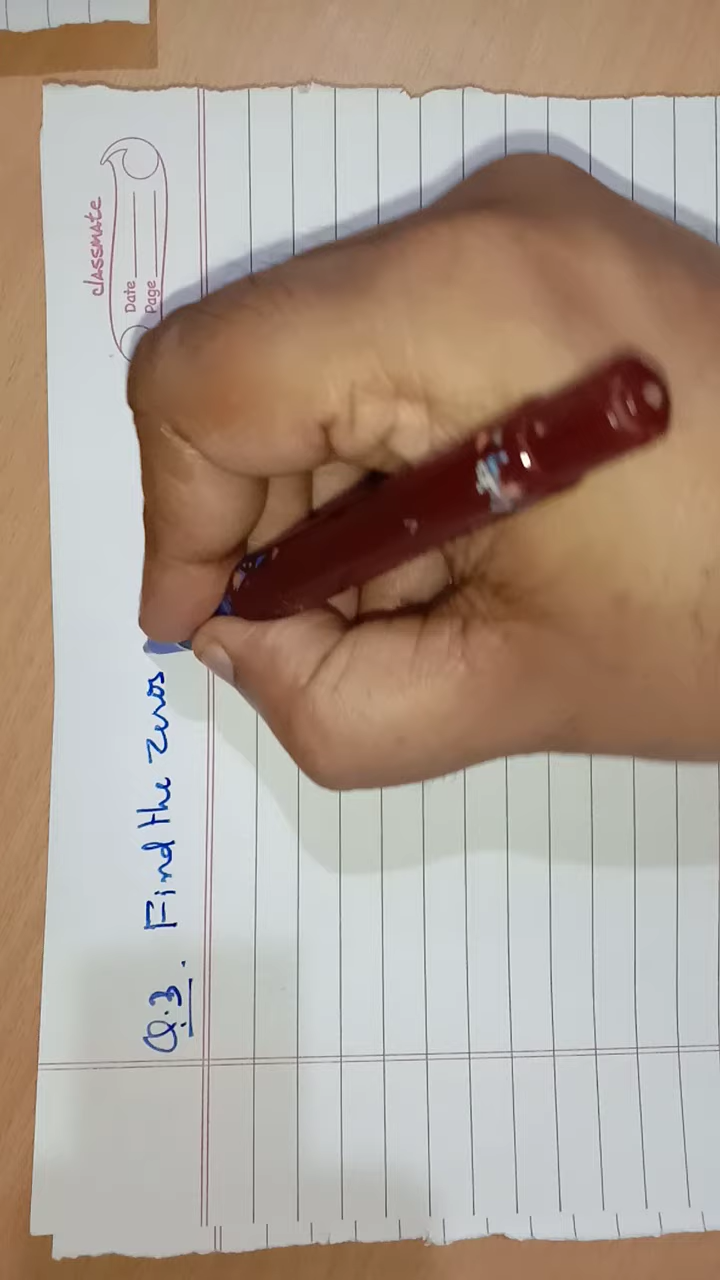 classmate
Date
Page
Q.3. Find the zeros